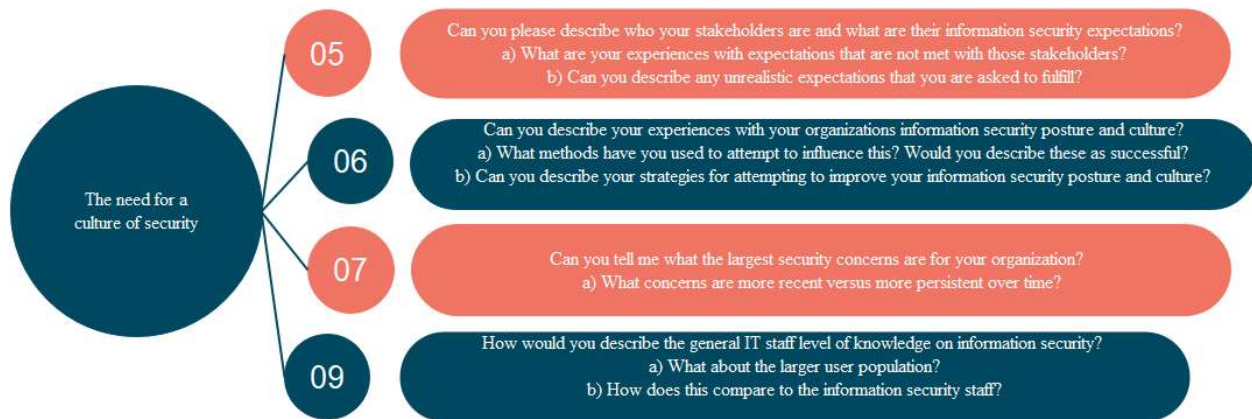 The need for a
culture of security
05
Can you please describe who your stakeholders are and what are their information security expectations?
a) What are your experiences with expectations that are not met with those stakeholders?
b) Can you describe any unrealistic expectations that you are asked to fulfill?
06
Can you describe your experiences with your organizations information security posture and culture?
a) What methods have you used to attempt to influence this? Would you describe these as successful?
b) Can you describe your strategies for attempting to improve your information security posture and culture?
07
Can you tell me what the largest security concerns are for your organization?
a) What concerns are more recent versus more persistent over time?
09
How would you describe the general IT staff level of knowledge on information security?
a) What about the larger user population?
b) How does this compare to the information security staff?